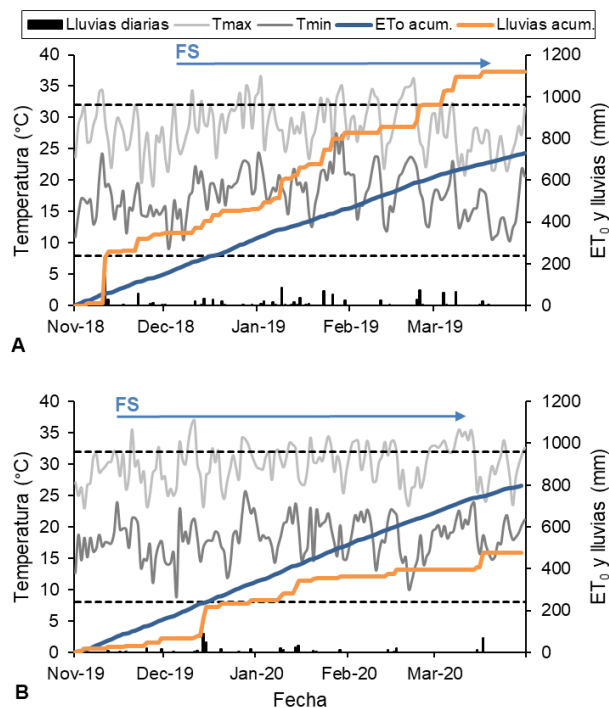 Lluvias diarias Tmax Tmin ETo acum. Lluvias acum.
FS
Temperatura (°C)
40
35
30
25
20
15
10
5
0
1200
1000
800
600
400
200
0
ET0 y lluvias (mm)
Nov-18 Dec-18 Jan-19 Feb-19 Mar-19
A
FS
Temperatura (°C)
40
35
30
25
20
15
10
5
0
1200
1000
800
600
400
200
0
ET0 y lluvias (mm)
Nov-19 Dec-19 Jan-20 Feb-20 Mar-20
B
Fecha